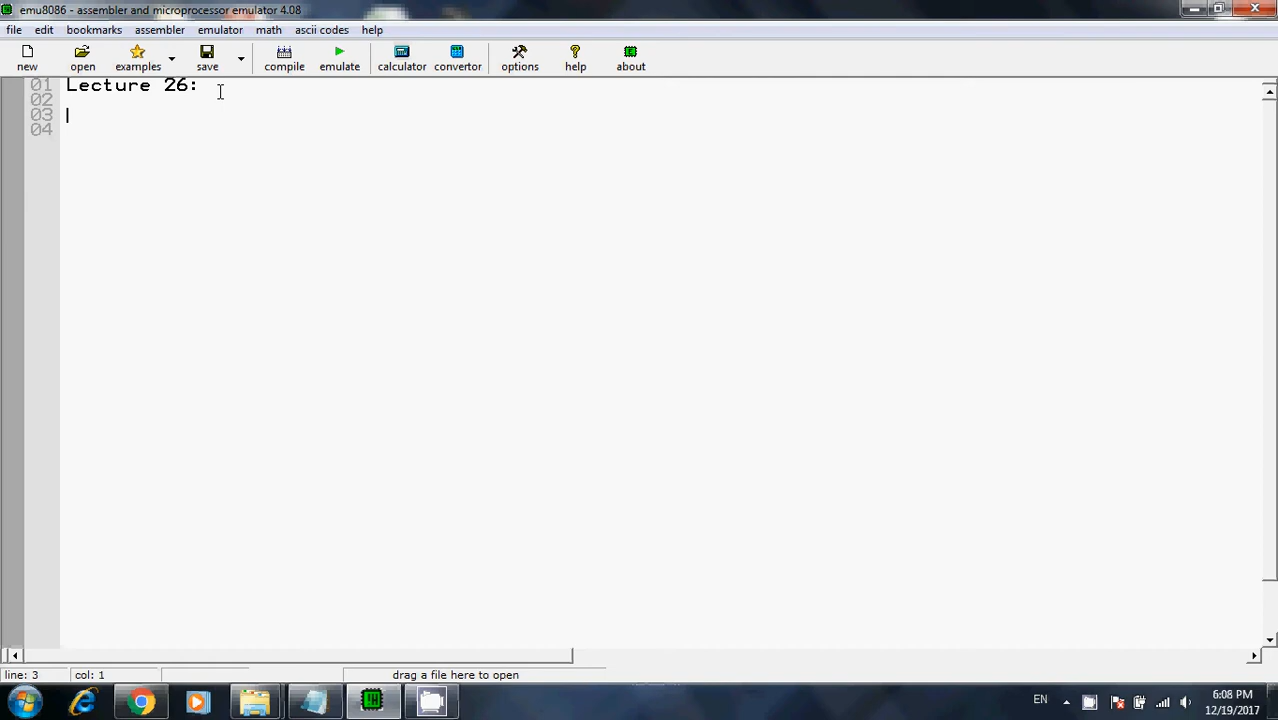 emu8086 - assembler and microprocessor emulator 4.08
file edit bookmarks assembler emulator math ascii codes help
new open examples save compile emulate calculator convertor options help about
01 Lecture 26:
02
03
04
line: 3 col: 1 drag a file here to open
EN 6:08 PM
12/19/2017